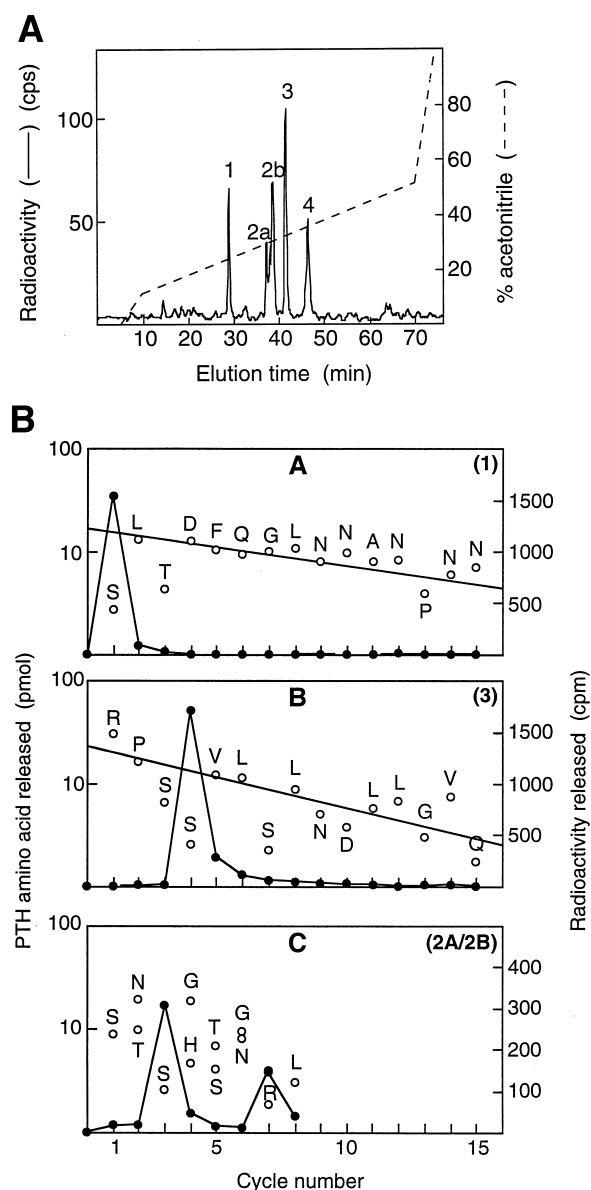 A
Radioactivity (——) (cps)
100
50
1
2a
2b
3
4
80
60
40
20
% acetonitrile (– – –)
10 20 30 40 50 60 70
Elution time (min)
B
PTH amino acid released (pmol)
Radioactivity released (cpm)
100
10
A
(1)
1500
1000
500
S L T D F Q G L N N A N P N N
100
10
B
(3)
1500
1000
500
R P S S V L S L N D L L G V Q
100
10
C
(2A/2B)
400
300
200
100
S N T S G H T S G N R L
1 5 10 15
Cycle number